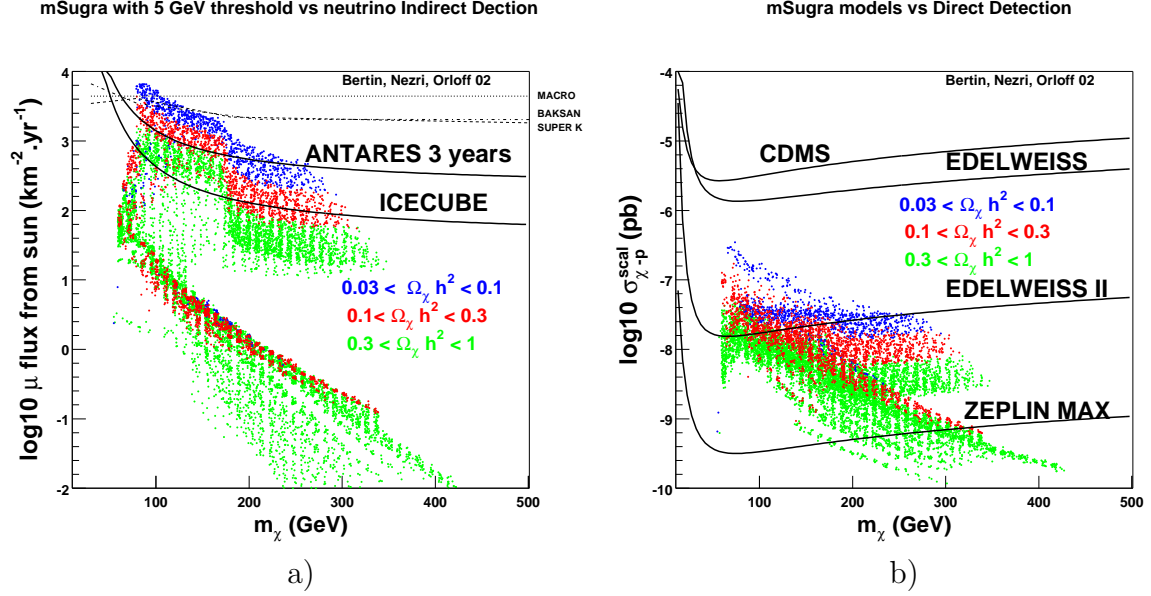 mSugra with 5 GeV threshold vs neutrino Indirect Dection
log10 μ flux from sun (km⁻².yr⁻¹)
4
3
2
1
0
-1
-2
Bertin, Nezri, Orloff 02
MACRO
BAKSAN
SUPER K
ANTARES 3 years
ICECUBE
0.03 < Ωχ h² < 0.1
0.1 < Ωχ h² < 0.3
0.3 < Ωχ h² < 1
100 200 300 400 500
mχ (GeV)
a)
mSugra models vs Direct Detection
log10 σχ-p^scal (pb)
-4
-5
-6
-7
-8
-9
-10
Bertin, Nezri, Orloff 02
CDMS
EDELWEISS
0.03 < Ωχ h² < 0.1
0.1 < Ωχ h² < 0.3
0.3 < Ωχ h² < 1
EDELWEISS II
ZEPLIN MAX
100 200 300 400 500
mχ (GeV)
b)